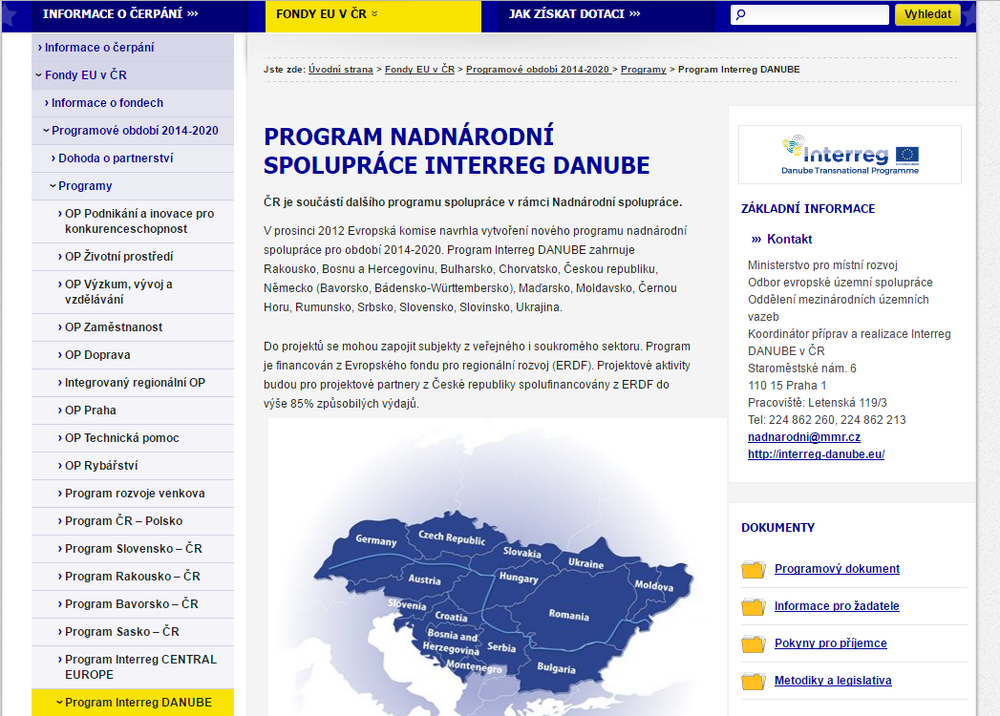 INFORMACE O ČERPÁNÍ »»
FONDY EU V ČR
JAK ZÍSKAT DOTACI »»
Vyhledat
› Informace o čerpání
Fondy EU v ČR
› Informace o fondech
Programové období 2014-2020
› Dohoda o partnerství
Programy
› OP Podnikání a inovace pro
konkurenceschopnost
› OP Životní prostředí
› OP Výzkum, vývoj a
vzdělávání
› OP Zaměstnanost
› OP Doprava
› Integrovaný regionální OP
› OP Praha
› OP Technická pomoc
› OP Rybářství
› Program rozvoje venkova
› Program ČR – Polsko
› Program Slovensko – ČR
› Program Rakousko – ČR
› Program Bavorsko – ČR
› Program Sasko – ČR
› Program Interreg CENTRAL
EUROPE
Program Interreg DANUBE
Jste zde: Úvodní strana > Fondy EU v ČR > Programové období 2014-2020 > Programy > Program Interreg DANUBE
PROGRAM NADNÁRODNÍ
SPOLUPRÁCE INTERREG DANUBE
ČR je součástí dalšího programu spolupráce v rámci Nadnárodní spolupráce.
V prosinci 2012 Evropská komise navrhla vytvoření nového programu nadnárodní
spolupráce pro období 2014-2020. Program Interreg DANUBE zahrnuje
Rakousko, Bosnu a Hercegovinu, Bulharsko, Chorvatsko, Českou republiku,
Německo (Bavorsko, Bádensko-Württembersko), Maďarsko, Moldavsko, Černou
Horu, Rumunsko, Srbsko, Slovensko, Slovinsko, Ukrajina.
Do projektů se mohou zapojit subjekty z veřejného i soukromého sektoru. Program
je financován z Evropského fondu pro regionální rozvoj (ERDF). Projektové aktivity
budou pro projektové partnery z České republiky spolufinancovány z ERDF do
výše 85% způsobilých výdajů.
Germany
Czech Republic
Slovakia
Ukraine
Austria
Hungary
Moldova
Slovenia
Croatia
Romania
Bosnia and
Herzegovina
Serbia
Montenegro
Bulgaria
Interreg
Danube Transnational Programme
ZÁKLADNÍ INFORMACE
»» Kontakt
Ministerstvo pro místní rozvoj
Odbor evropské územní spolupráce
Oddělení mezinárodních územních
vazeb
Koordinátor příprav a realizace Interreg
DANUBE v ČR
Staroměstské nám. 6
110 15 Praha 1
Pracoviště: Letenská 119/3
Tel: 224 862 260, 224 862 213
nadnarodni@mmr.cz
http://interreg-danube.eu/
DOKUMENTY
Programový dokument
Informace pro žadatele
Pokyny pro příjemce
Metodiky a legislativa